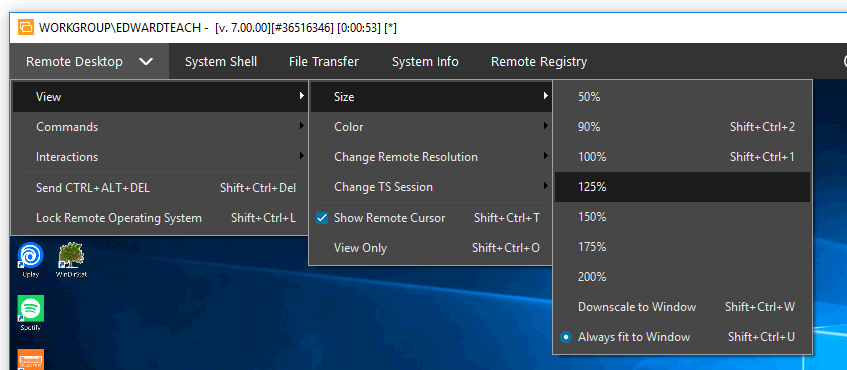 WORKGROUP\EDWARDTEACH - [v. 7.00.00][#36516346] [0:00:53] [*]
Remote Desktop System Shell File Transfer System Info Remote Registry
View
Commands
Interactions
Send CTRL+ALT+DEL Shift+Ctrl+Del
Lock Remote Operating System Shift+Ctrl+L
Size
Color
Change Remote Resolution
Change TS Session
Show Remote Cursor Shift+Ctrl+T
View Only Shift+Ctrl+O
50%
90% Shift+Ctrl+2
100% Shift+Ctrl+1
125%
150%
175%
200%
Downscale to Window Shift+Ctrl+W
Always fit to Window Shift+Ctrl+U
Uplay WinDirStat
Spotify
Sound
BLASTER